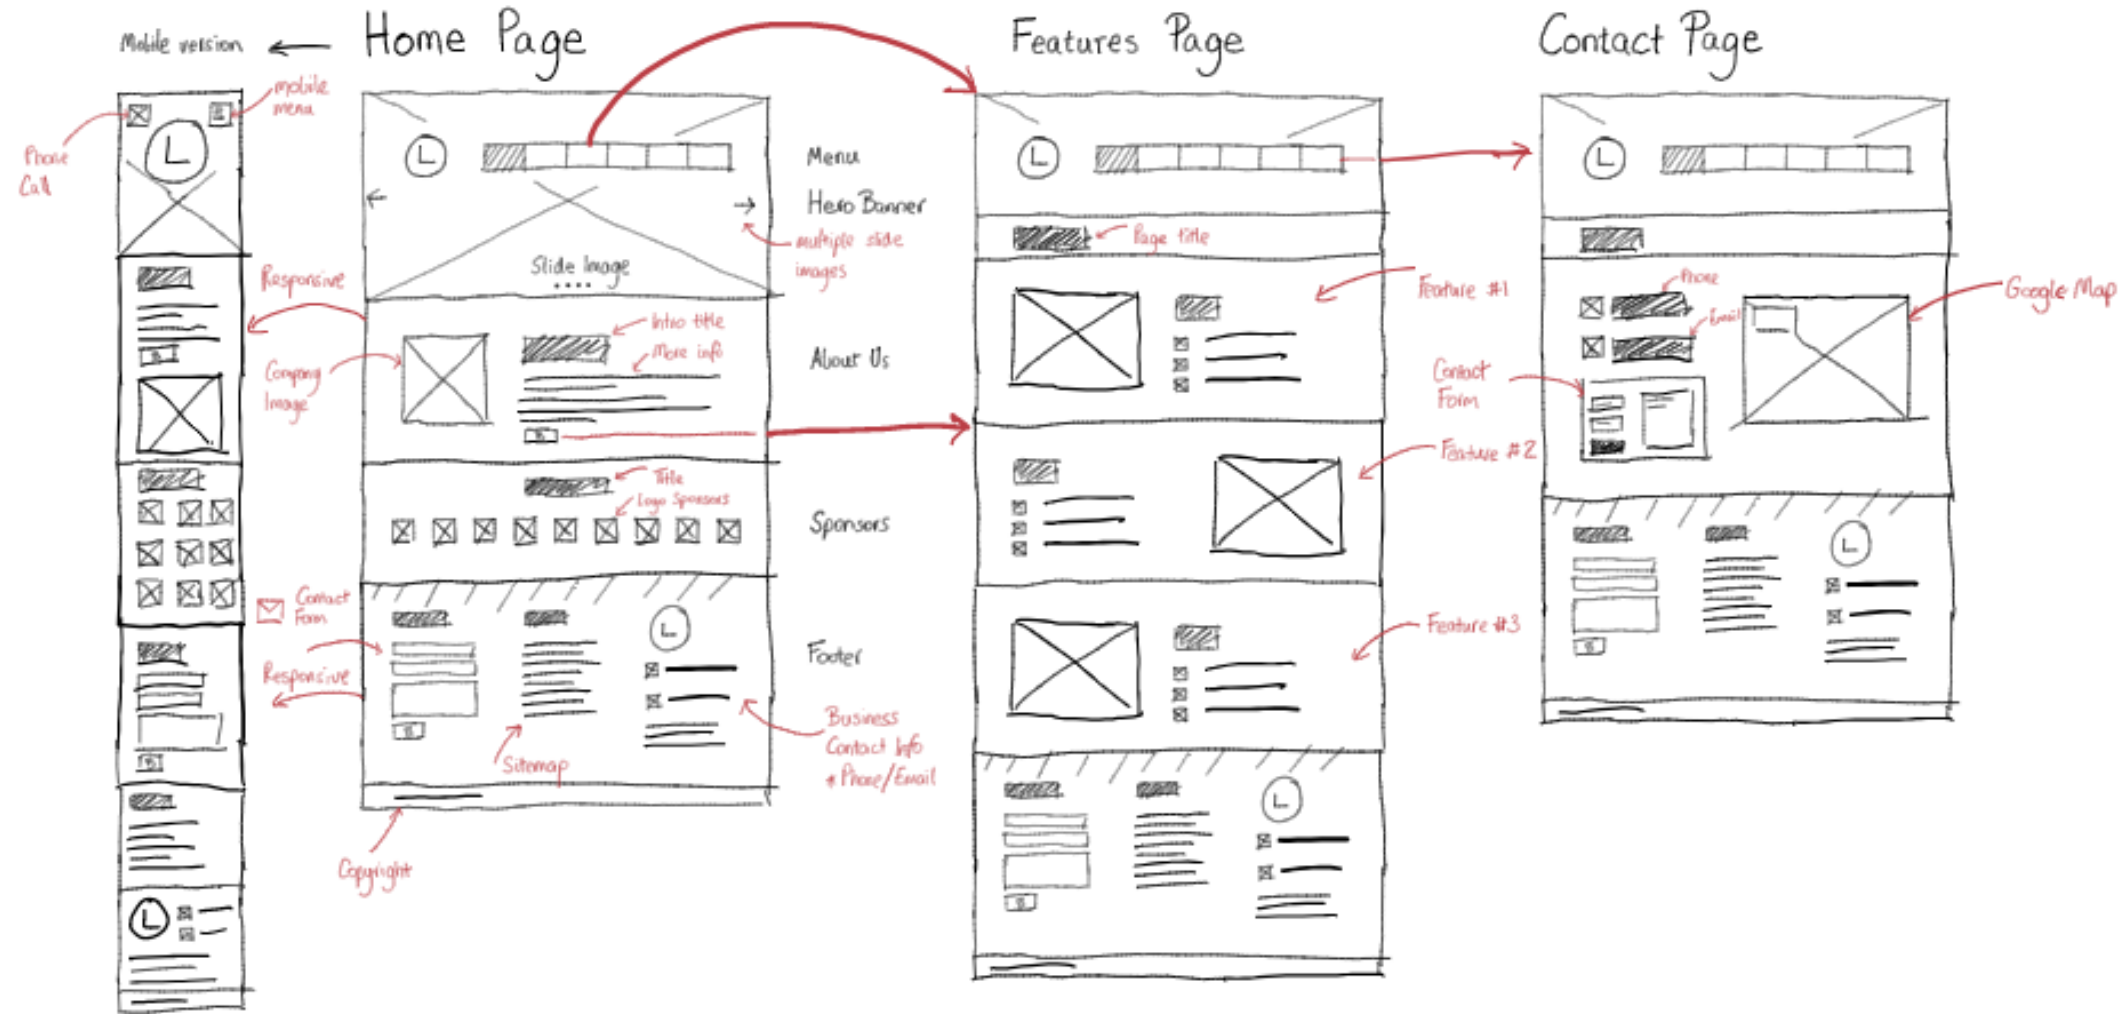 Mobile version
Home Page
Features Page
Contact Page
mobile
menu
Phone
Call
L
L
L
L
Menu
Hero Banner
multiple slide
images
Slide Image
Page title
Responsive
Intro title
More info
Company
Image
About Us
Feature #1
Phone
Email
Google Map
Contact
Form
Title
Logo Sponsors
Sponsors
Feature #2
Contact
Form
Responsive
L
Footer
Sitemap
Business
Contact Info
* Phone/Email
Copyright
Feature #3
L
L
L